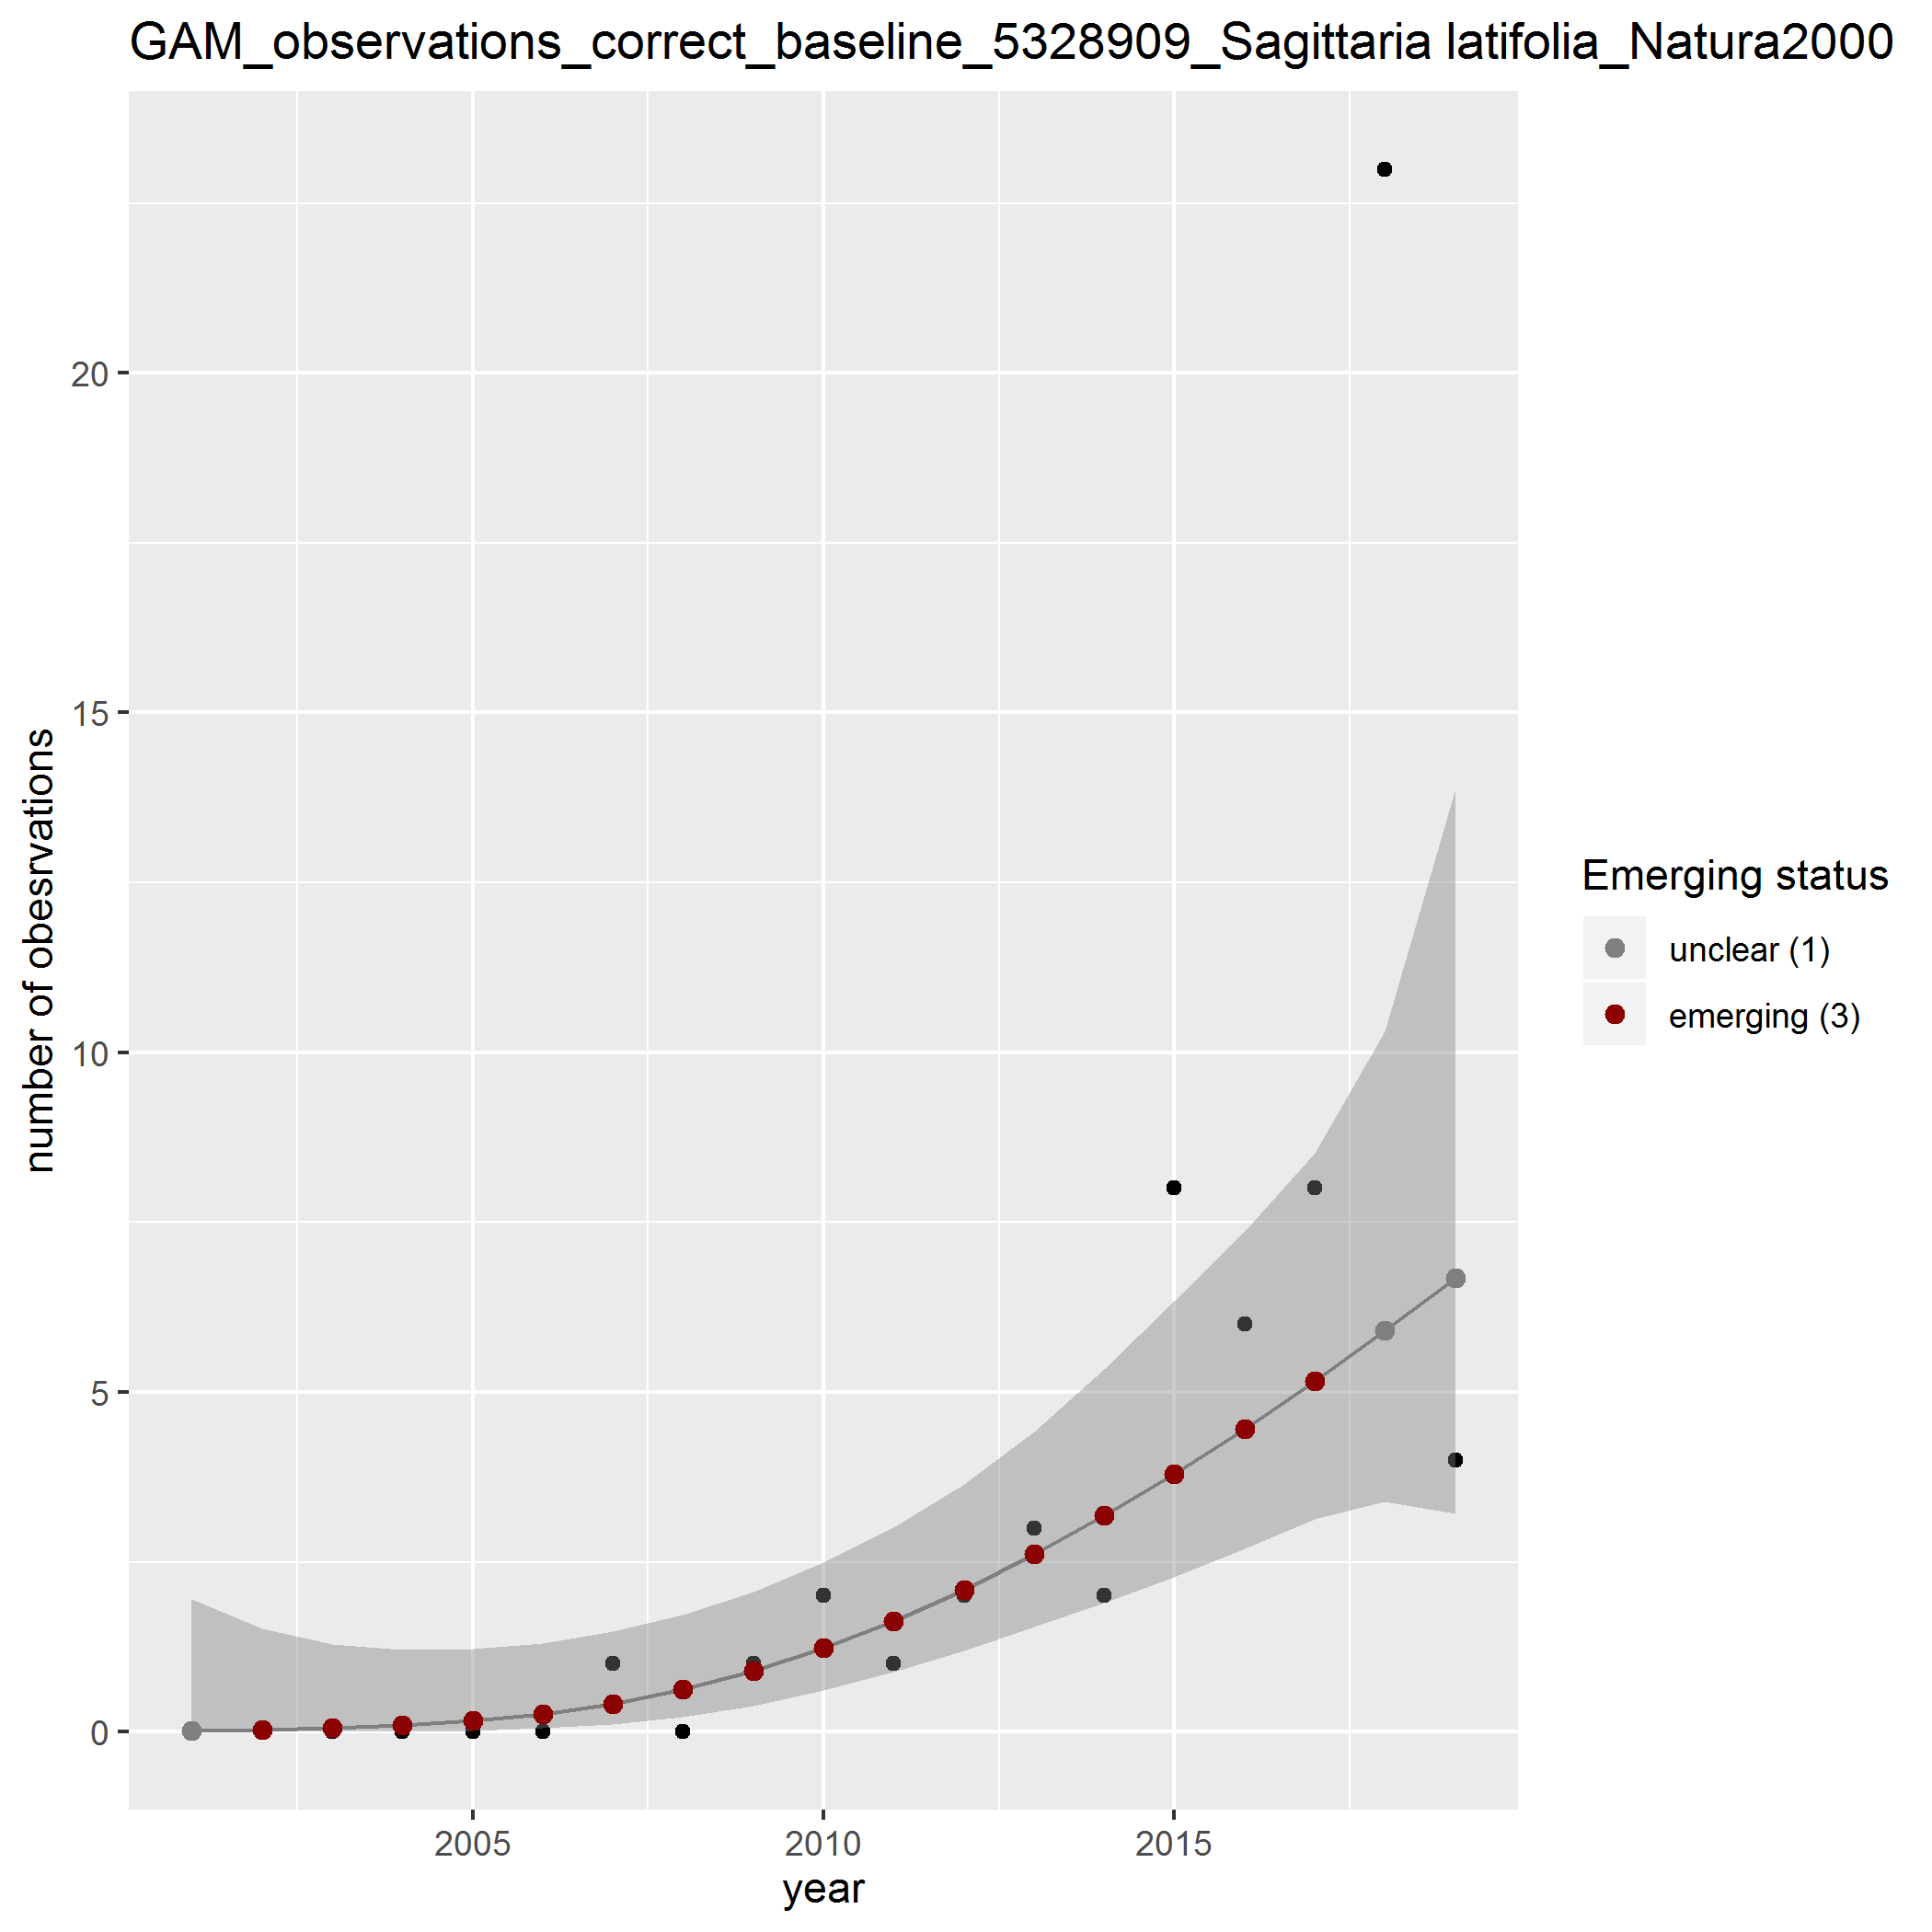 GAM_observations_correct_baseline_5328909_Sagittaria latifolia_Natura2000
20
15
10
5
0
number of obesrvations
2005
2010
2015
year
Emerging status
unclear (1)
emerging (3)